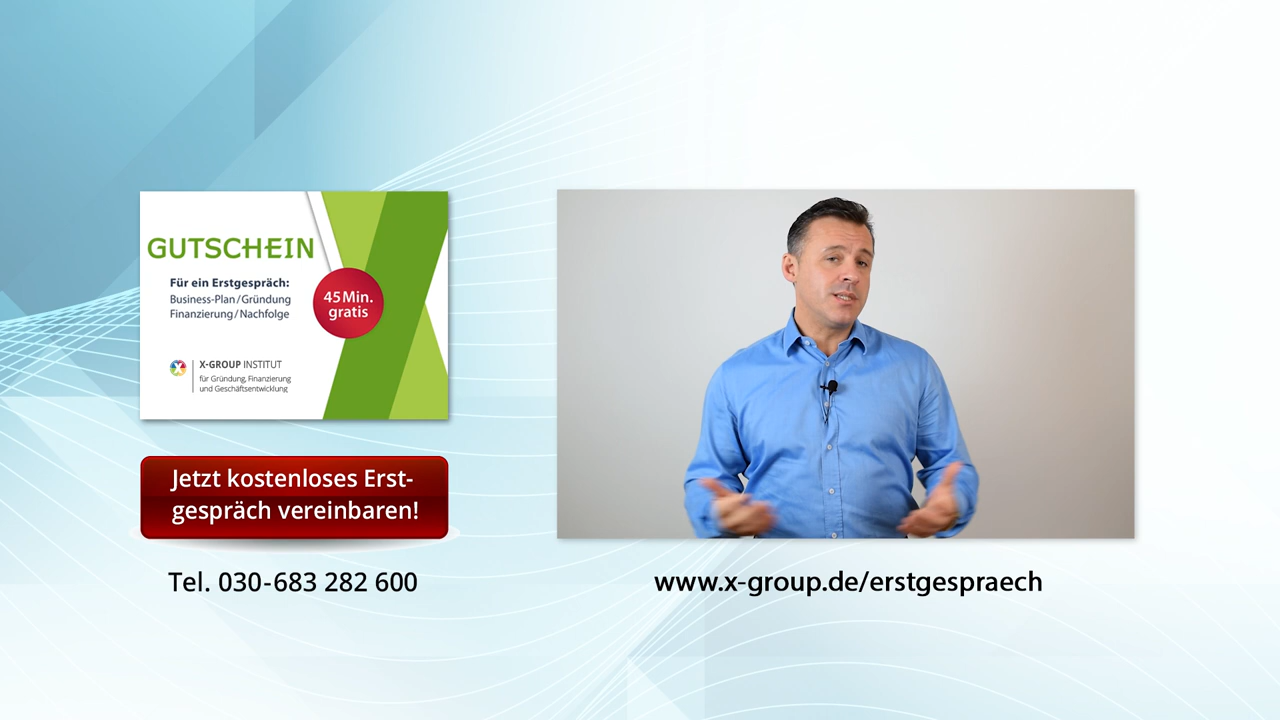 GUTSCHEIN
Für ein Erstgespräch:
Business-Plan/Gründung
Finanzierung/Nachfolge
45 Min.
gratis
X-GROUP INSTITUT
für Gründung, Finanzierung
und Geschäftsentwicklung
Jetzt kostenloses Erst-
gespräch vereinbaren!
Tel. 030-683 282 600
www.x-group.de/erstgespraech